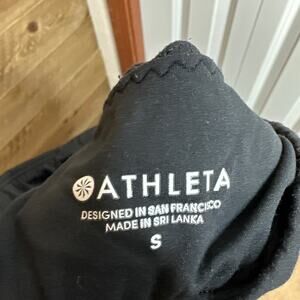 ATHLETA
DESIGNED IN SAN FRANCISCO
MADE IN SRI LANKA
S